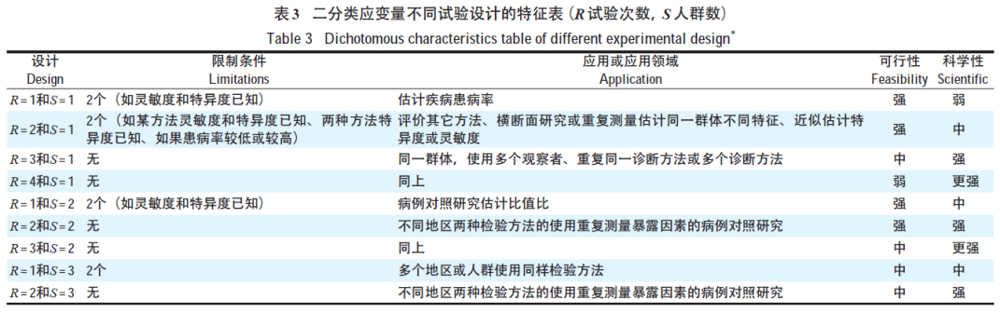 表3 二分类应变量不同试验设计的特征表(R试验次数, S人群数)
Table 3 Dichotomous characteristics table of different experimental design*
设计 限制条件 应用或应用领域 可行性 科学性
Design Limitations Application Feasibility Scientific
R=1和S=1 2个(如灵敏度和特异度已知) 估计疾病患病率 强 弱
R=2和S=1 2个(如某方法灵敏度和特异度已知、两种方法特异度已知、如果患病率较低或较高) 评价其它方法、横断面研究或重复测量估计同一群体不同特征、近似估计特异度或灵敏度 强 中
R=3和S=1 无 同一群体，使用多个观察者、重复同一诊断方法或多个诊断方法 中 强
R=4和S=1 无 同上 弱 更强
R=1和S=2 2个(如灵敏度和特异度已知) 病例对照研究估计比值比 强 中
R=2和S=2 无 不同地区两种检验方法的使用重复测量暴露因素的病例对照研究 强 强
R=3和S=2 无 同上 中 更强
R=1和S=3 2个 多个地区或人群使用同样检验方法 中 中
R=2和S=3 无 不同地区两种检验方法的使用重复测量暴露因素的病例对照研究 中 强